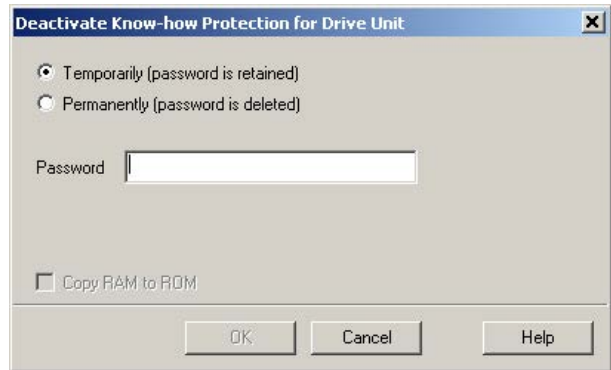 Deactivate Know-how Protection for Drive Unit
Temporarily (password is retained)
Permanently (password is deleted)
Password
Copy RAM to ROM
OK Cancel Help